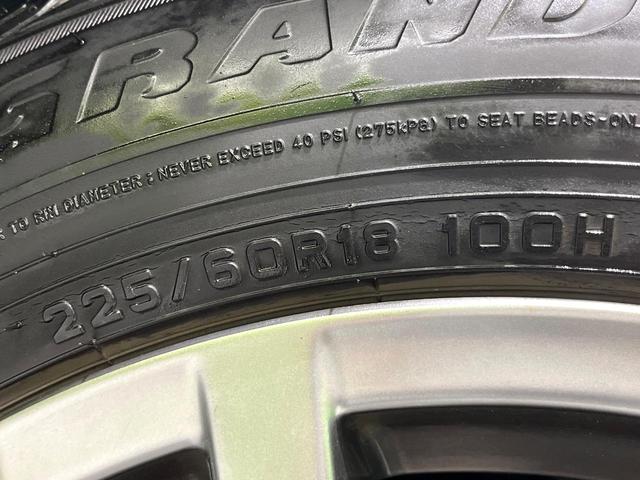 GRAND
TO RIM DIAMETER; NEVER EXCEED 40 PSI (275kPa) TO SEAT BEADS-ONL
225/60R18 100H